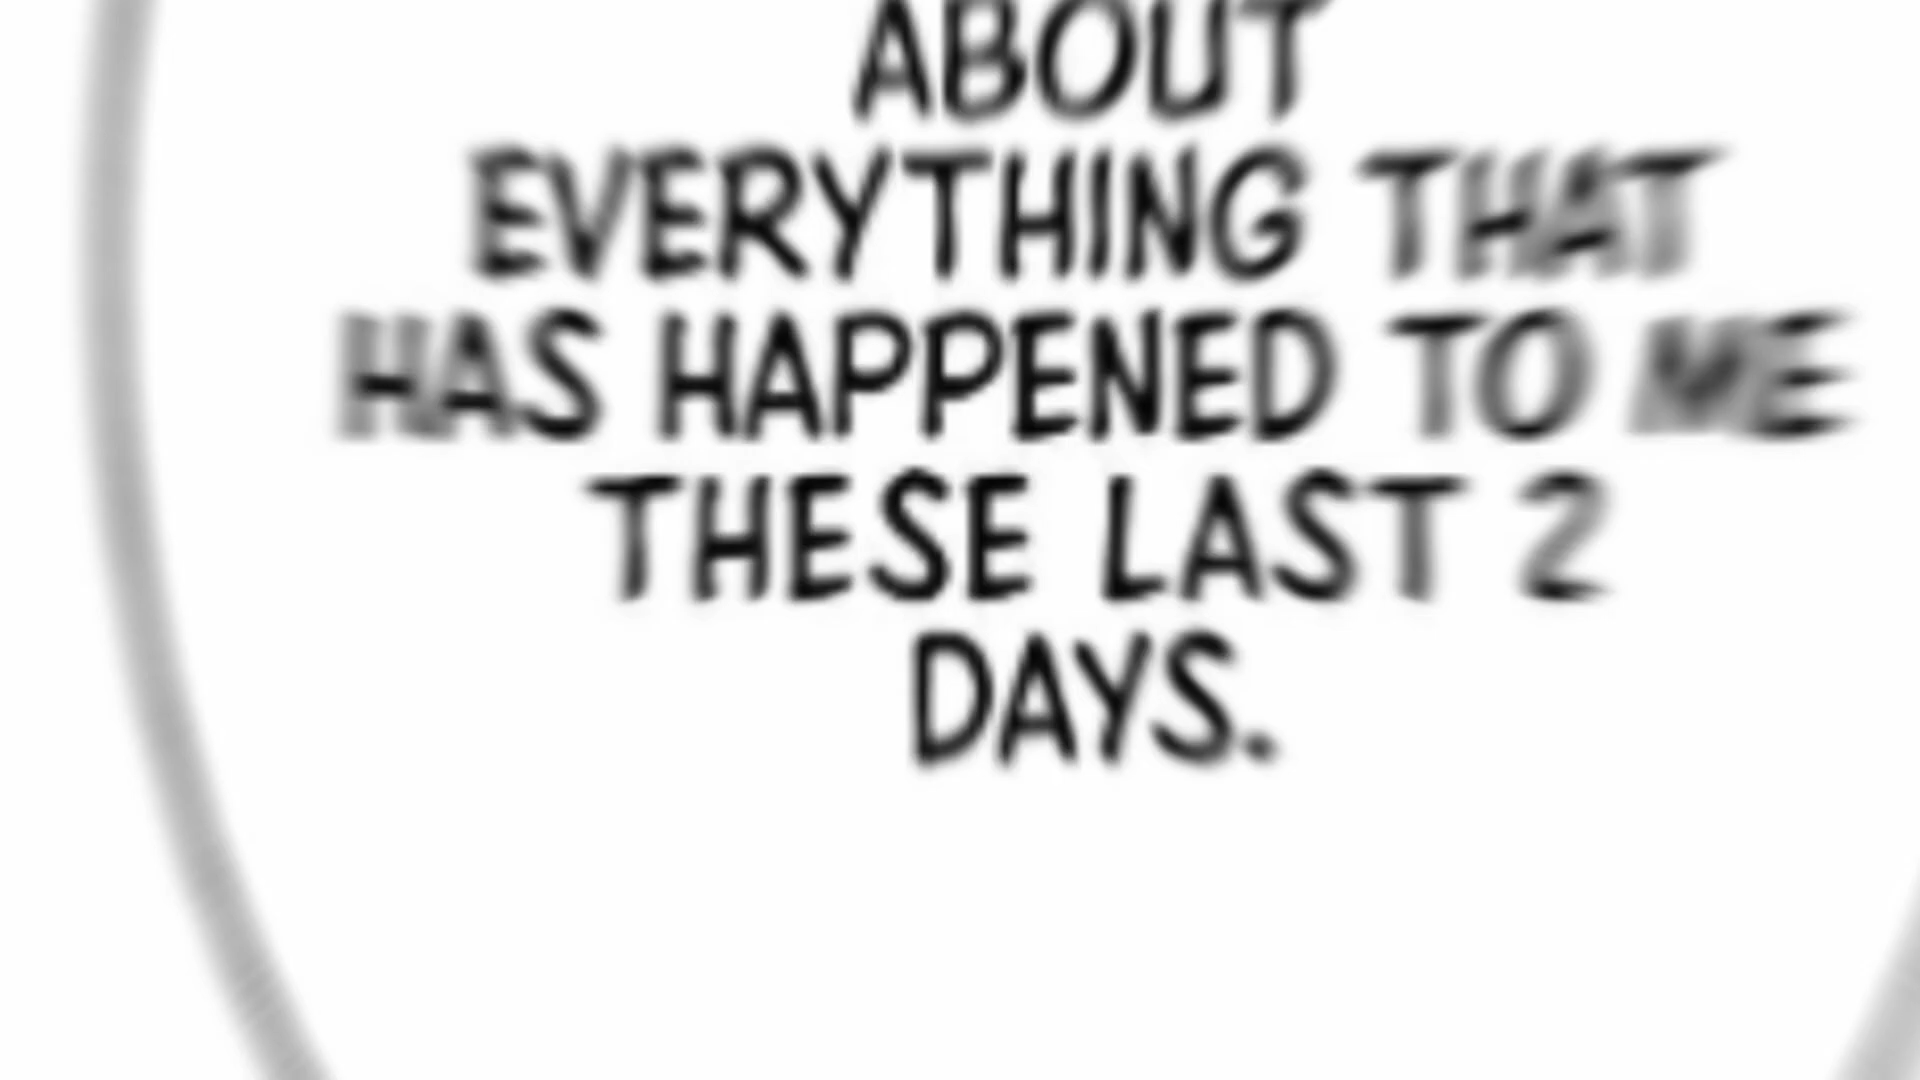 ABOUT
EVERYTHING THAT
HAS HAPPENED TO ME
THESE LAST 2
DAYS.